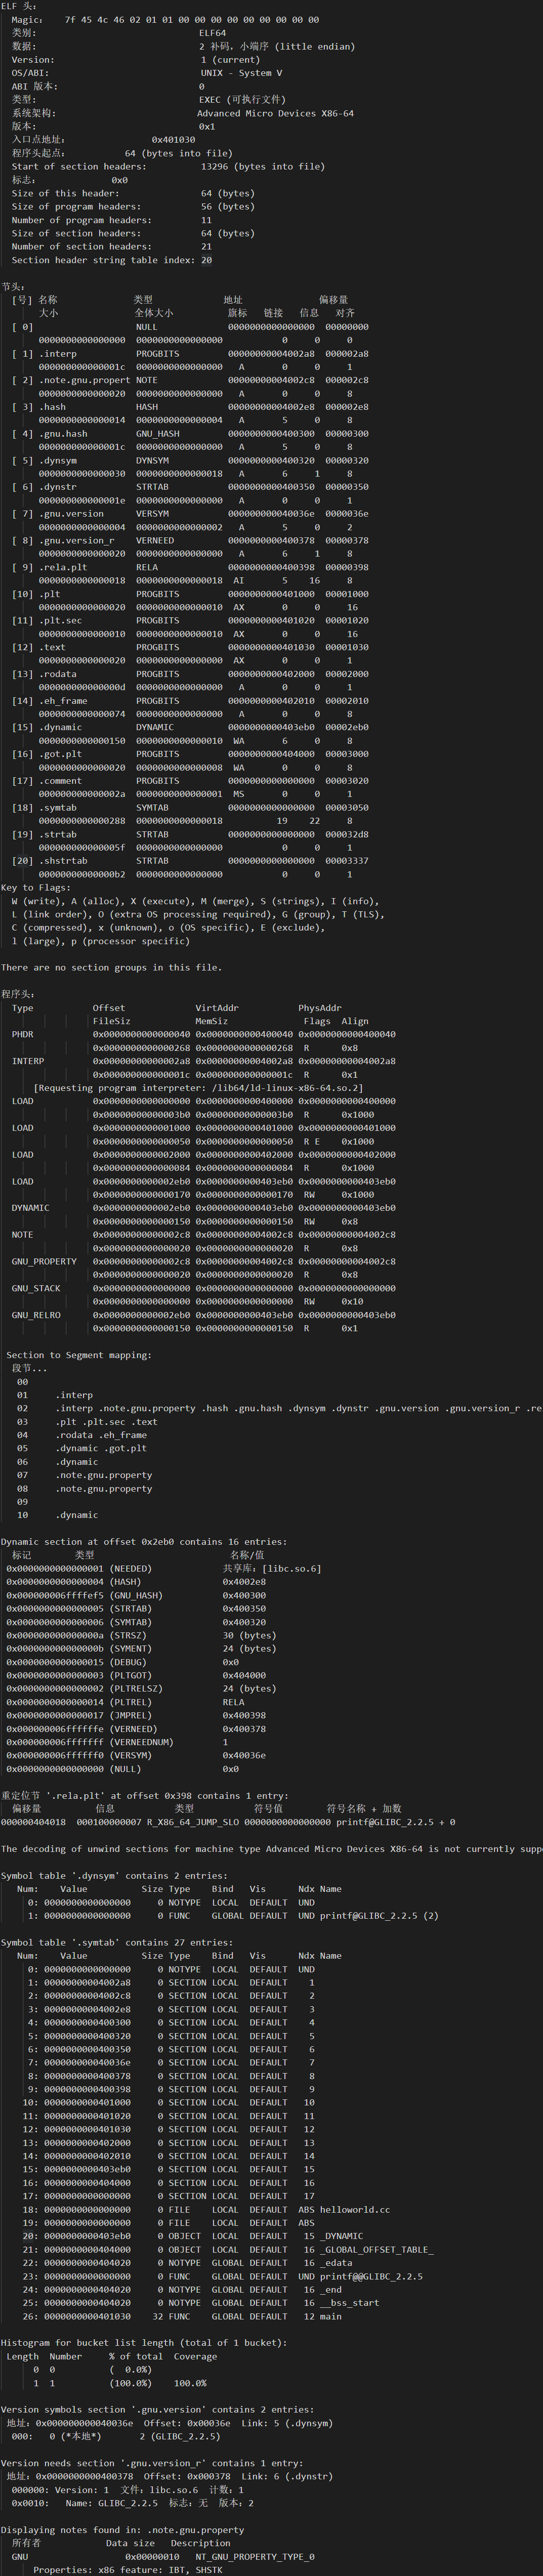 ELF 头：
Magic： 7f 45 4c 46 02 01 01 00 00 00 00 00 00 00 00 00
类别: ELF64
数据: 2 补码，小端序 (little endian)
Version: 1 (current)
OS/ABI: UNIX - System V
ABI 版本: 0
类型: EXEC (可执行文件)
系统架构: Advanced Micro Devices X86-64
版本: 0x1
入口点地址： 0x401030
程序头起点： 64 (bytes into file)
Start of section headers: 13296 (bytes into file)
标志： 0x0
Size of this header: 64 (bytes)
Size of program headers: 56 (bytes)
Number of program headers: 11
Size of section headers: 64 (bytes)
Number of section headers: 21
Section header string table index: 20
节头：
[号] 名称 类型 地址 偏移量
大小 全体大小 旗标 链接 信息 对齐
[ 0] NULL 0000000000000000 00000000
0000000000000000 0000000000000000 0 0 0
[ 1] .interp PROGBITS 00000000004002a8 000002a8
000000000000001c 0000000000000000 A 0 0 1
[ 2] .note.gnu.propert NOTE 00000000004002c8 000002c8
0000000000000020 0000000000000000 A 0 0 8
[ 3] .hash HASH 00000000004002e8 000002e8
0000000000000014 0000000000000004 A 5 0 8
[ 4] .gnu.hash GNU_HASH 0000000000400300 00000300
000000000000001c 0000000000000000 A 5 0 8
[ 5] .dynsym DYNSYM 0000000000400320 00000320
0000000000000030 0000000000000018 A 6 1 8
[ 6] .dynstr STRTAB 0000000000400350 00000350
000000000000001e 0000000000000000 A 0 0 1
[ 7] .gnu.version VERSYM 000000000040036e 0000036e
0000000000000004 0000000000000002 A 5 0 2
[ 8] .gnu.version_r VERNEED 0000000000400378 00000378
0000000000000020 0000000000000000 A 6 1 8
[ 9] .rela.plt RELA 0000000000400398 00000398
0000000000000018 0000000000000018 AI 5 16 8
[10] .plt PROGBITS 0000000000401000 00001000
0000000000000020 0000000000000010 AX 0 0 16
[11] .plt.sec PROGBITS 0000000000401020 00001020
0000000000000010 0000000000000010 AX 0 0 16
[12] .text PROGBITS 0000000000401030 00001030
0000000000000020 0000000000000000 AX 0 0 1
[13] .rodata PROGBITS 0000000000402000 00002000
000000000000000d 0000000000000000 A 0 0 1
[14] .eh_frame PROGBITS 0000000000402010 00002010
0000000000000074 0000000000000000 A 0 0 8
[15] .dynamic DYNAMIC 0000000000403eb0 00002eb0
0000000000000150 0000000000000010 WA 6 0 8
[16] .got.plt PROGBITS 0000000000404000 00003000
0000000000000020 0000000000000008 WA 0 0 8
[17] .comment PROGBITS 0000000000000000 00003020
000000000000002a 0000000000000001 MS 0 0 1
[18] .symtab SYMTAB 0000000000000000 00003050
0000000000000288 0000000000000018 19 22 8
[19] .strtab STRTAB 0000000000000000 000032d8
000000000000005f 0000000000000000 0 0 1
[20] .shstrtab STRTAB 0000000000000000 00003337
00000000000000b2 0000000000000000 0 0 1
Key to Flags:
W (write), A (alloc), X (execute), M (merge), S (strings), I (info),
L (link order), O (extra OS processing required), G (group), T (TLS),
C (compressed), x (unknown), o (OS specific), E (exclude),
l (large), p (processor specific)
There are no section groups in this file.
程序头：
Type Offset VirtAddr PhysAddr
FileSiz MemSiz Flags Align
PHDR 0x0000000000000040 0x0000000000400040 0x0000000000400040
0x0000000000000268 0x0000000000000268 R 0x8
INTERP 0x00000000000002a8 0x00000000004002a8 0x00000000004002a8
0x000000000000001c 0x000000000000001c R 0x1
[Requesting program interpreter: /lib64/ld-linux-x86-64.so.2]
LOAD 0x0000000000000000 0x0000000000400000 0x0000000000400000
0x00000000000003b0 0x00000000000003b0 R 0x1000
LOAD 0x0000000000001000 0x0000000000401000 0x0000000000401000
0x0000000000000050 0x0000000000000050 R E 0x1000
LOAD 0x0000000000002000 0x0000000000402000 0x0000000000402000
0x0000000000000084 0x0000000000000084 R 0x1000
LOAD 0x0000000000002eb0 0x0000000000403eb0 0x0000000000403eb0
0x0000000000000170 0x0000000000000170 RW 0x1000
DYNAMIC 0x0000000000002eb0 0x0000000000403eb0 0x0000000000403eb0
0x0000000000000150 0x0000000000000150 RW 0x8
NOTE 0x00000000000002c8 0x00000000004002c8 0x00000000004002c8
0x0000000000000020 0x0000000000000020 R 0x8
GNU_PROPERTY 0x00000000000002c8 0x00000000004002c8 0x00000000004002c8
0x0000000000000020 0x0000000000000020 R 0x8
GNU_STACK 0x0000000000000000 0x0000000000000000 0x0000000000000000
0x0000000000000000 0x0000000000000000 RW 0x10
GNU_RELRO 0x0000000000002eb0 0x0000000000403eb0 0x0000000000403eb0
0x0000000000000150 0x0000000000000150 R 0x1
Section to Segment mapping:
段节...
00
01 .interp
02 .interp .note.gnu.property .hash .gnu.hash .dynsym .dynstr .gnu.version .gnu.version_r .re
03 .plt .plt.sec .text
04 .rodata .eh_frame
05 .dynamic .got.plt
06 .dynamic
07 .note.gnu.property
08 .note.gnu.property
09
10 .dynamic
Dynamic section at offset 0x2eb0 contains 16 entries:
标记 类型 名称/值
0x0000000000000001 (NEEDED) 共享库：[libc.so.6]
0x0000000000000004 (HASH) 0x4002e8
0x000000006ffffef5 (GNU_HASH) 0x400300
0x0000000000000005 (STRTAB) 0x400350
0x0000000000000006 (SYMTAB) 0x400320
0x000000000000000a (STRSZ) 30 (bytes)
0x000000000000000b (SYMENT) 24 (bytes)
0x0000000000000015 (DEBUG) 0x0
0x0000000000000003 (PLTGOT) 0x404000
0x0000000000000002 (PLTRELSZ) 24 (bytes)
0x0000000000000014 (PLTREL) RELA
0x0000000000000017 (JMPREL) 0x400398
0x000000006ffffffe (VERNEED) 0x400378
0x000000006fffffff (VERNEEDNUM) 1
0x000000006ffffff0 (VERSYM) 0x40036e
0x0000000000000000 (NULL) 0x0
重定位节 '.rela.plt' at offset 0x398 contains 1 entry:
偏移量 信息 类型 符号值 符号名称 + 加数
000000404018 000100000007 R_X86_64_JUMP_SLO 0000000000000000 printf@GLIBC_2.2.5 + 0
The decoding of unwind sections for machine type Advanced Micro Devices X86-64 is not currently supp
Symbol table '.dynsym' contains 2 entries:
Num: Value Size Type Bind Vis Ndx Name
0: 0000000000000000 0 NOTYPE LOCAL DEFAULT UND
1: 0000000000000000 0 FUNC GLOBAL DEFAULT UND printf@GLIBC_2.2.5 (2)
Symbol table '.symtab' contains 27 entries:
Num: Value Size Type Bind Vis Ndx Name
0: 0000000000000000 0 NOTYPE LOCAL DEFAULT UND
1: 00000000004002a8 0 SECTION LOCAL DEFAULT 1
2: 00000000004002c8 0 SECTION LOCAL DEFAULT 2
3: 00000000004002e8 0 SECTION LOCAL DEFAULT 3
4: 0000000000400300 0 SECTION LOCAL DEFAULT 4
5: 0000000000400320 0 SECTION LOCAL DEFAULT 5
6: 0000000000400350 0 SECTION LOCAL DEFAULT 6
7: 000000000040036e 0 SECTION LOCAL DEFAULT 7
8: 0000000000400378 0 SECTION LOCAL DEFAULT 8
9: 0000000000400398 0 SECTION LOCAL DEFAULT 9
10: 0000000000401000 0 SECTION LOCAL DEFAULT 10
11: 0000000000401020 0 SECTION LOCAL DEFAULT 11
12: 0000000000401030 0 SECTION LOCAL DEFAULT 12
13: 0000000000402000 0 SECTION LOCAL DEFAULT 13
14: 0000000000402010 0 SECTION LOCAL DEFAULT 14
15: 0000000000403eb0 0 SECTION LOCAL DEFAULT 15
16: 0000000000404000 0 SECTION LOCAL DEFAULT 16
17: 0000000000000000 0 SECTION LOCAL DEFAULT 17
18: 0000000000000000 0 FILE LOCAL DEFAULT ABS helloworld.cc
19: 0000000000000000 0 FILE LOCAL DEFAULT ABS
20: 0000000000403eb0 0 OBJECT LOCAL DEFAULT 15 _DYNAMIC
21: 0000000000404000 0 OBJECT LOCAL DEFAULT 16 _GLOBAL_OFFSET_TABLE_
22: 0000000000404020 0 NOTYPE GLOBAL DEFAULT 16 _edata
23: 0000000000000000 0 FUNC GLOBAL DEFAULT UND printf@@GLIBC_2.2.5
24: 0000000000404020 0 NOTYPE GLOBAL DEFAULT 16 _end
25: 0000000000404020 0 NOTYPE GLOBAL DEFAULT 16 __bss_start
26: 0000000000401030 32 FUNC GLOBAL DEFAULT 12 main
Histogram for bucket list length (total of 1 bucket):
Length Number % of total Coverage
0 0 ( 0.0%)
1 1 (100.0%) 100.0%
Version symbols section '.gnu.version' contains 2 entries:
地址：0x000000000040036e Offset: 0x00036e Link: 5 (.dynsym)
000: 0 (*本地*) 2 (GLIBC_2.2.5)
Version needs section '.gnu.version_r' contains 1 entry:
地址：0x0000000000400378 Offset: 0x000378 Link: 6 (.dynstr)
000000: Version: 1 文件：libc.so.6 计数：1
0x0010: Name: GLIBC_2.2.5 标志：无 版本：2
Displaying notes found in: .note.gnu.property
所有者 Data size Description
GNU 0x00000010 NT_GNU_PROPERTY_TYPE_0
Properties: x86 feature: IBT, SHSTK